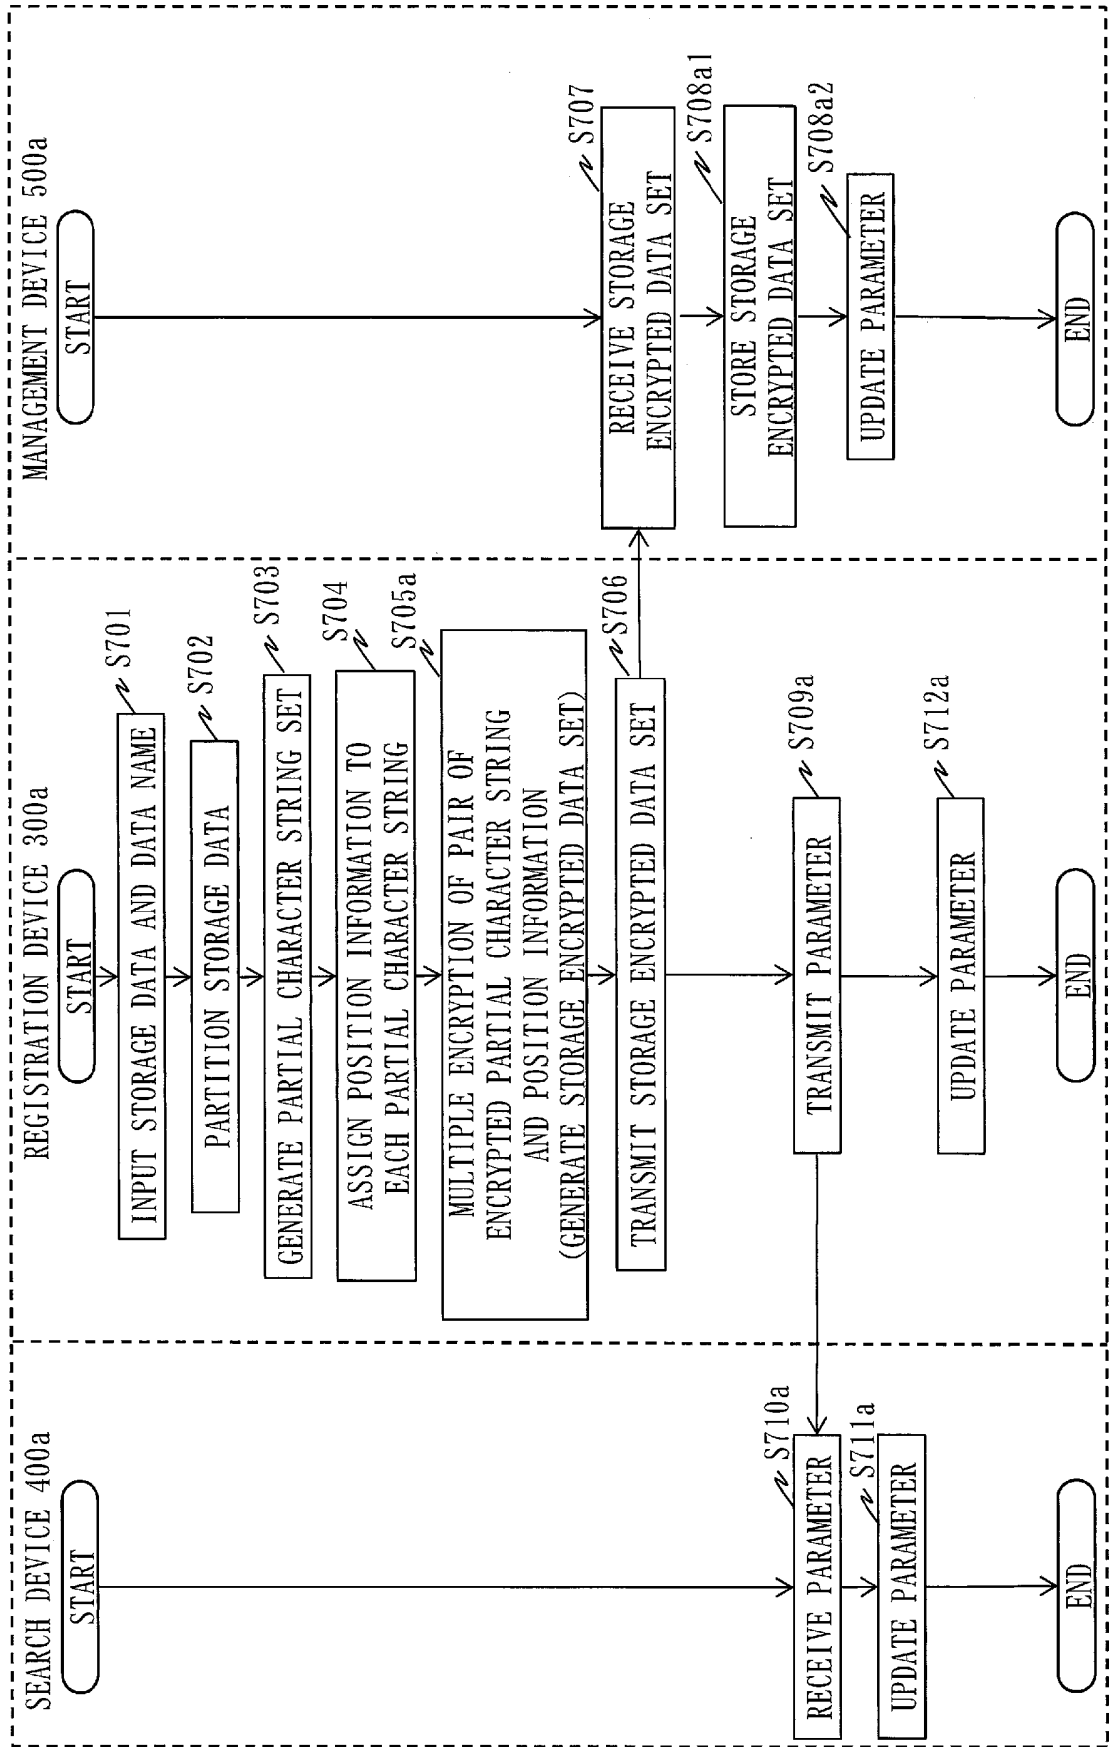 SEARCH DEVICE 400a
START
S710a
RECEIVE PARAMETER
S711a
UPDATE PARAMETER
END
REGISTRATION DEVICE 300a
START
S701
INPUT STORAGE DATA AND DATA NAME
S702
PARTITION STORAGE DATA
S703
GENERATE PARTIAL CHARACTER STRING SET
S704
ASSIGN POSITION INFORMATION TO
EACH PARTIAL CHARACTER STRING
S705a
MULTIPLE ENCRYPTION OF PAIR OF
ENCRYPTED PARTIAL CHARACTER STRING
AND POSITION INFORMATION
(GENERATE STORAGE ENCRYPTED DATA SET)
S706
TRANSMIT STORAGE ENCRYPTED DATA SET
S709a
TRANSMIT PARAMETER
S712a
UPDATE PARAMETER
END
MANAGEMENT DEVICE 500a
START
S707
RECEIVE STORAGE
ENCRYPTED DATA SET
S708a1
STORE STORAGE
ENCRYPTED DATA SET
S708a2
UPDATE PARAMETER
END